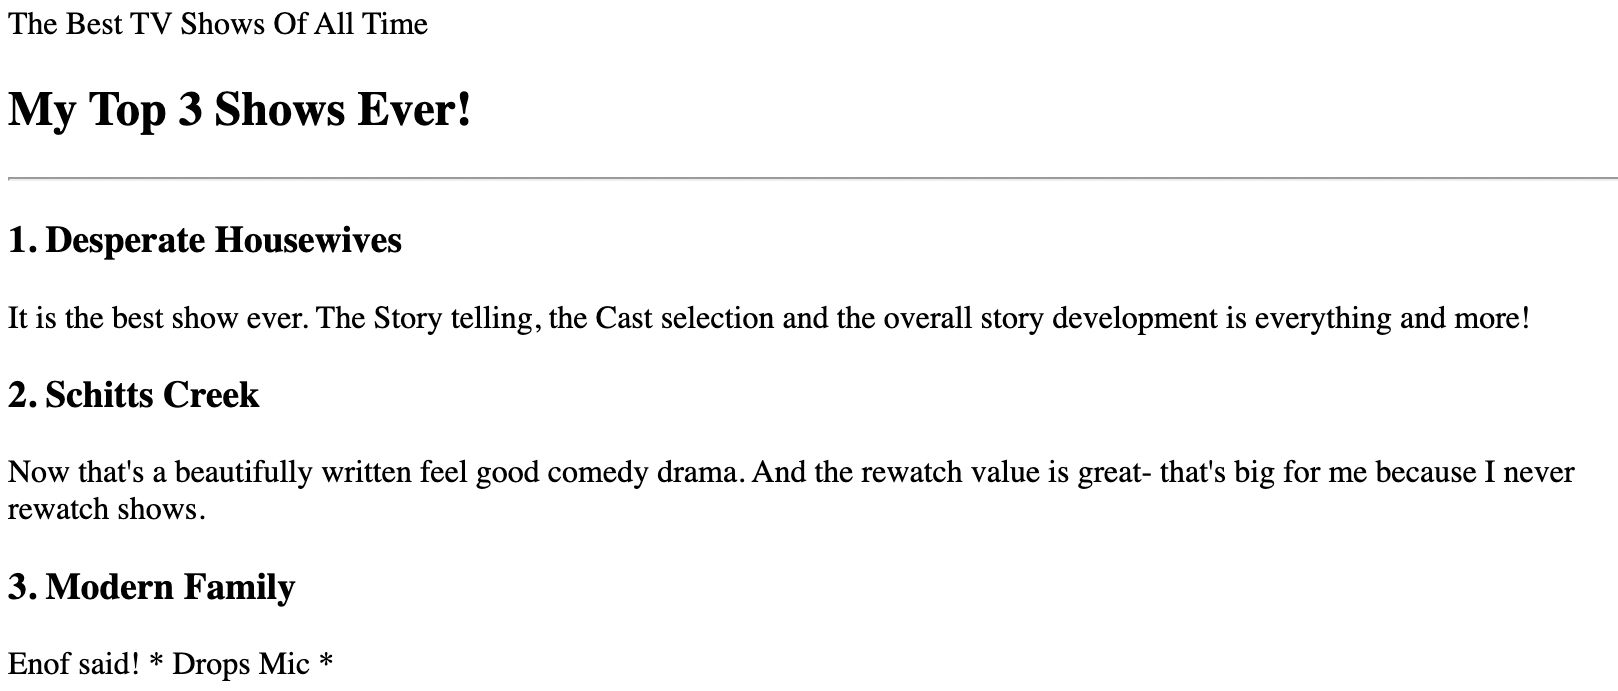 The Best TV Shows Of All Time
My Top 3 Shows Ever!
1. Desperate Housewives
It is the best show ever. The Story telling, the Cast selection and the overall story development is everything and more!
2. Schitts Creek
Now that's a beautifully written feel good comedy drama. And the rewatch value is great- that's big for me because I never
rewatch shows.
3. Modern Family
Enof said! * Drops Mic *